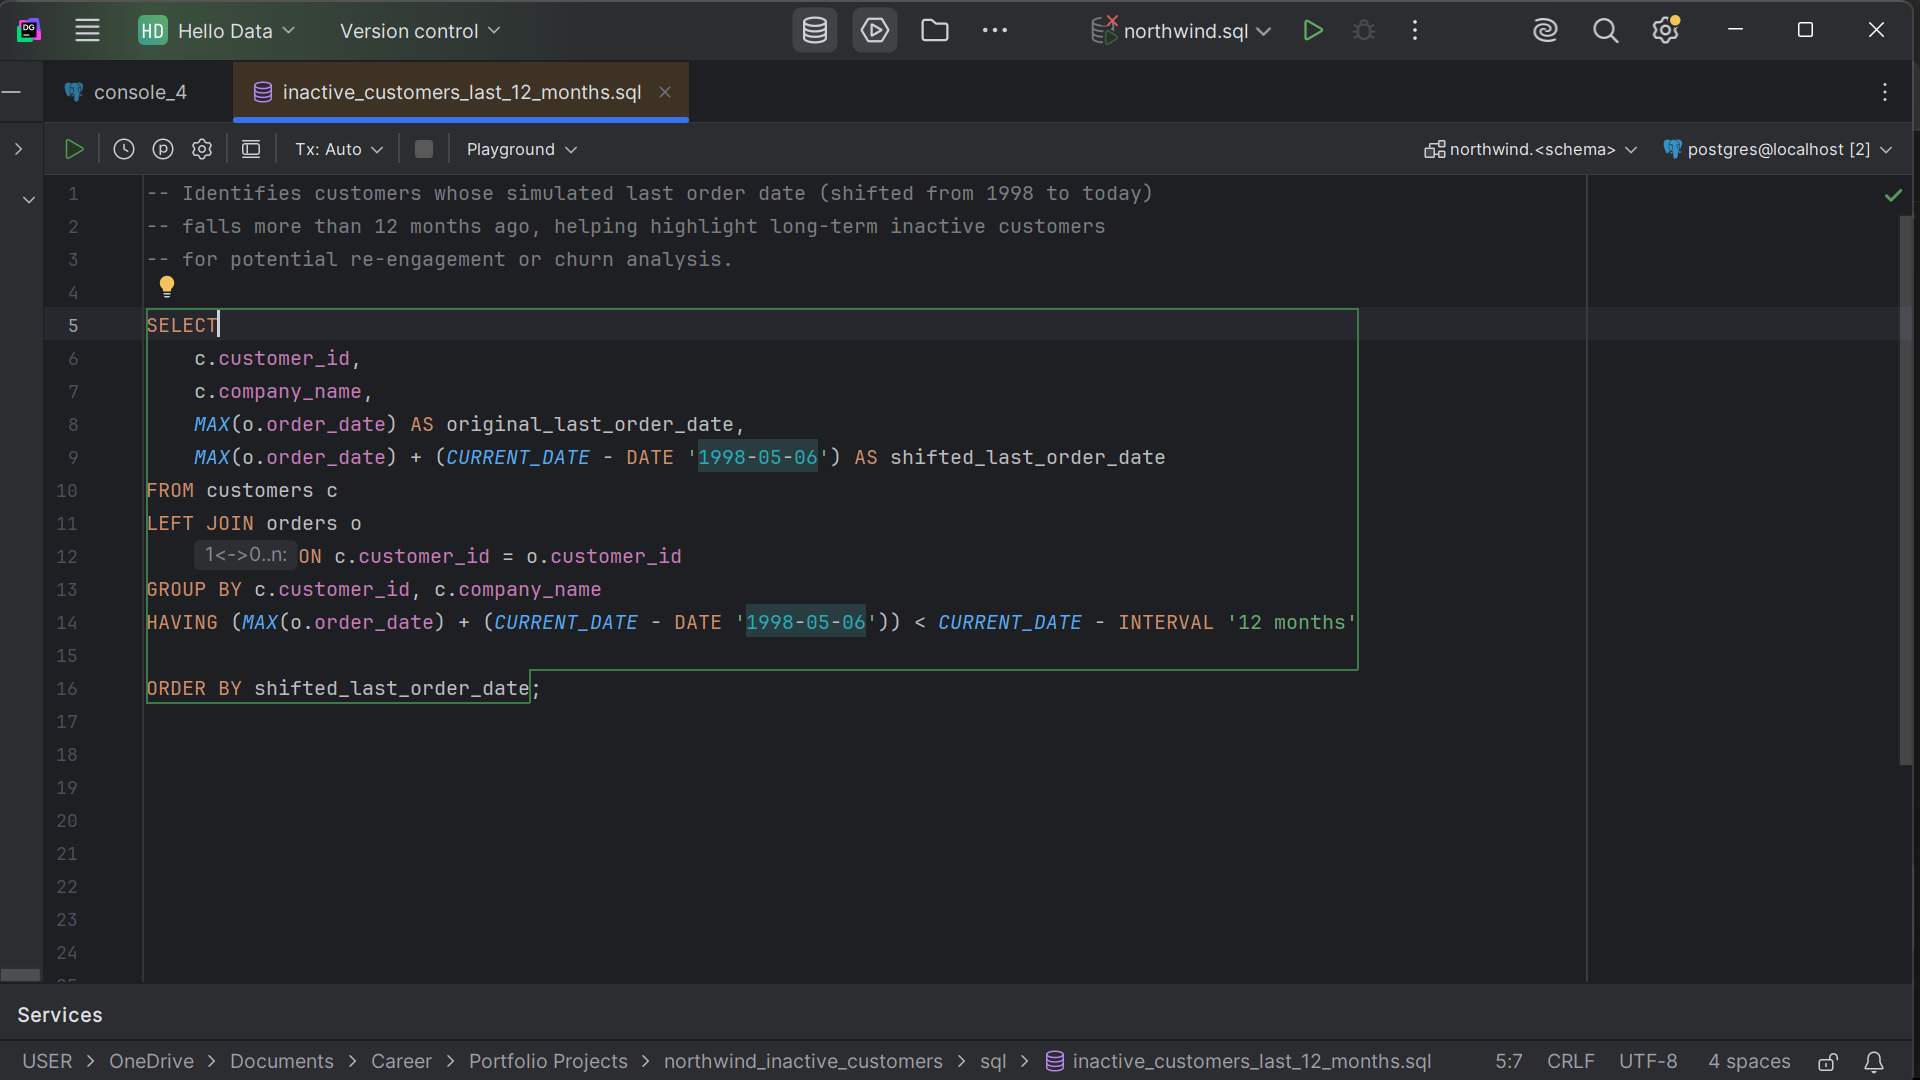 DG
HD Hello Data
Version control
northwind.sql
console_4
inactive_customers_last_12_months.sql
Tx: Auto
Playground
northwind.<schema>
postgres@localhost [2]
1 -- Identifies customers whose simulated last order date (shifted from 1998 to today)
2 -- falls more than 12 months ago, helping highlight long-term inactive customers
3 -- for potential re-engagement or churn analysis.
4
5 SELECT
6 c.customer_id,
7 c.company_name,
8 MAX(o.order_date) AS original_last_order_date,
9 MAX(o.order_date) + (CURRENT_DATE - DATE '1998-05-06') AS shifted_last_order_date
10 FROM customers c
11 LEFT JOIN orders o
12 1<->0..n: ON c.customer_id = o.customer_id
13 GROUP BY c.customer_id, c.company_name
14 HAVING (MAX(o.order_date) + (CURRENT_DATE - DATE '1998-05-06')) < CURRENT_DATE - INTERVAL '12 months'
15
16 ORDER BY shifted_last_order_date;
17
18
19
20
21
22
23
24
Services
USER > OneDrive > Documents > Career > Portfolio Projects > northwind_inactive_customers > sql > inactive_customers_last_12_months.sql
5:7 CRLF UTF-8 4 spaces